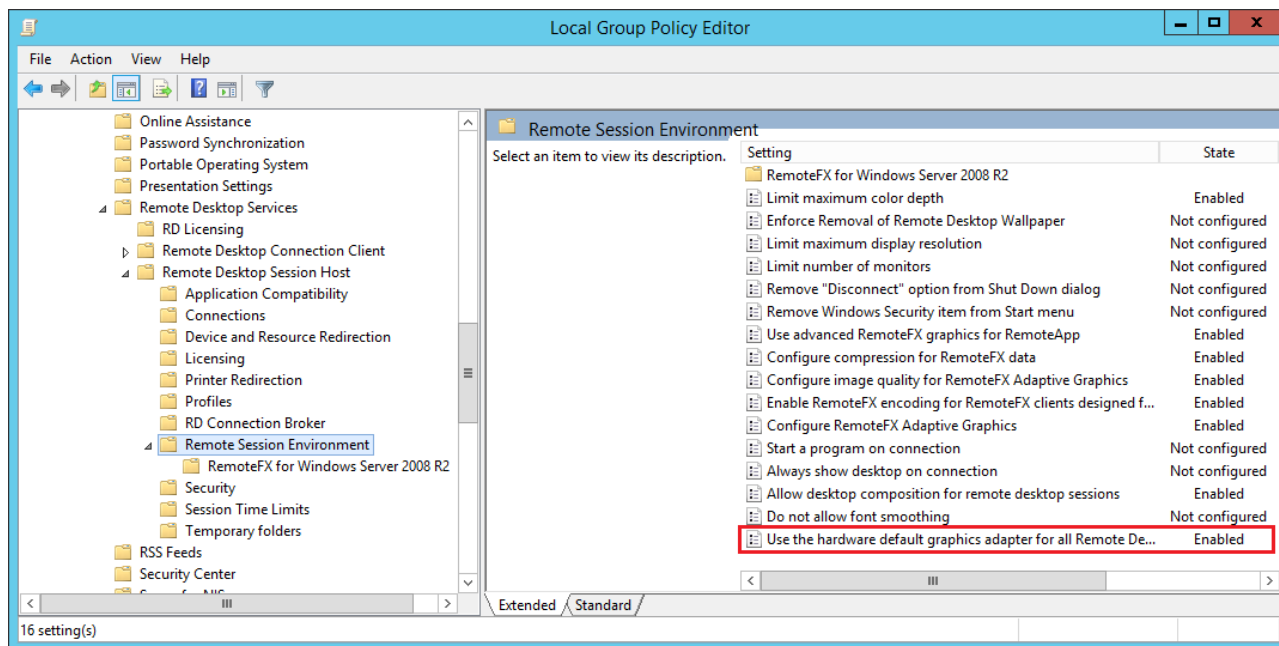 Local Group Policy Editor
File Action View Help
Online Assistance
Password Synchronization
Portable Operating System
Presentation Settings
Remote Desktop Services
RD Licensing
Remote Desktop Connection Client
Remote Desktop Session Host
Application Compatibility
Connections
Device and Resource Redirection
Licensing
Printer Redirection
Profiles
RD Connection Broker
Remote Session Environment
RemoteFX for Windows Server 2008 R2
Security
Session Time Limits
Temporary folders
RSS Feeds
Security Center
Remote Session Environment
Select an item to view its description.
Setting State
RemoteFX for Windows Server 2008 R2
Limit maximum color depth Enabled
Enforce Removal of Remote Desktop Wallpaper Not configured
Limit maximum display resolution Not configured
Limit number of monitors Not configured
Remove "Disconnect" option from Shut Down dialog Not configured
Remove Windows Security item from Start menu Not configured
Use advanced RemoteFX graphics for RemoteApp Enabled
Configure compression for RemoteFX data Enabled
Configure image quality for RemoteFX Adaptive Graphics Enabled
Enable RemoteFX encoding for RemoteFX clients designed f... Enabled
Configure RemoteFX Adaptive Graphics Enabled
Start a program on connection Not configured
Always show desktop on connection Not configured
Allow desktop composition for remote desktop sessions Enabled
Do not allow font smoothing Not configured
Use the hardware default graphics adapter for all Remote De... Enabled
Extended Standard
16 setting(s)